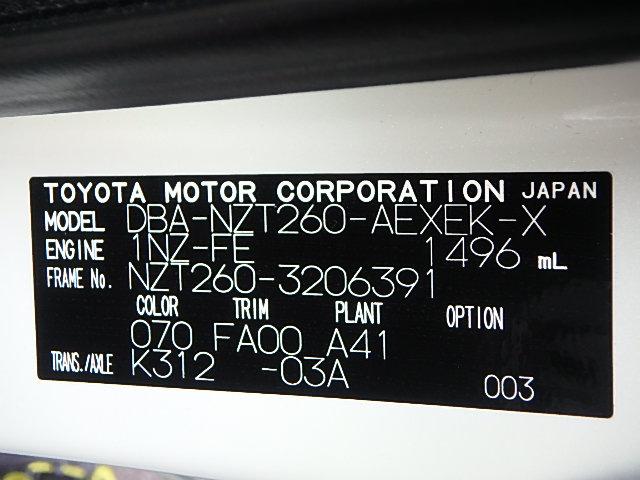 TOYOTA MOTOR CORPORATION JAPAN
MODEL DBA-NZT260-AEXEK-X
ENGINE 1NZ-FE 1496 mL
FRAME No. NZT260-3206391
COLOR TRIM PLANT OPTION
070 FA00 A41
TRANS./AXLE K312 -03A
003